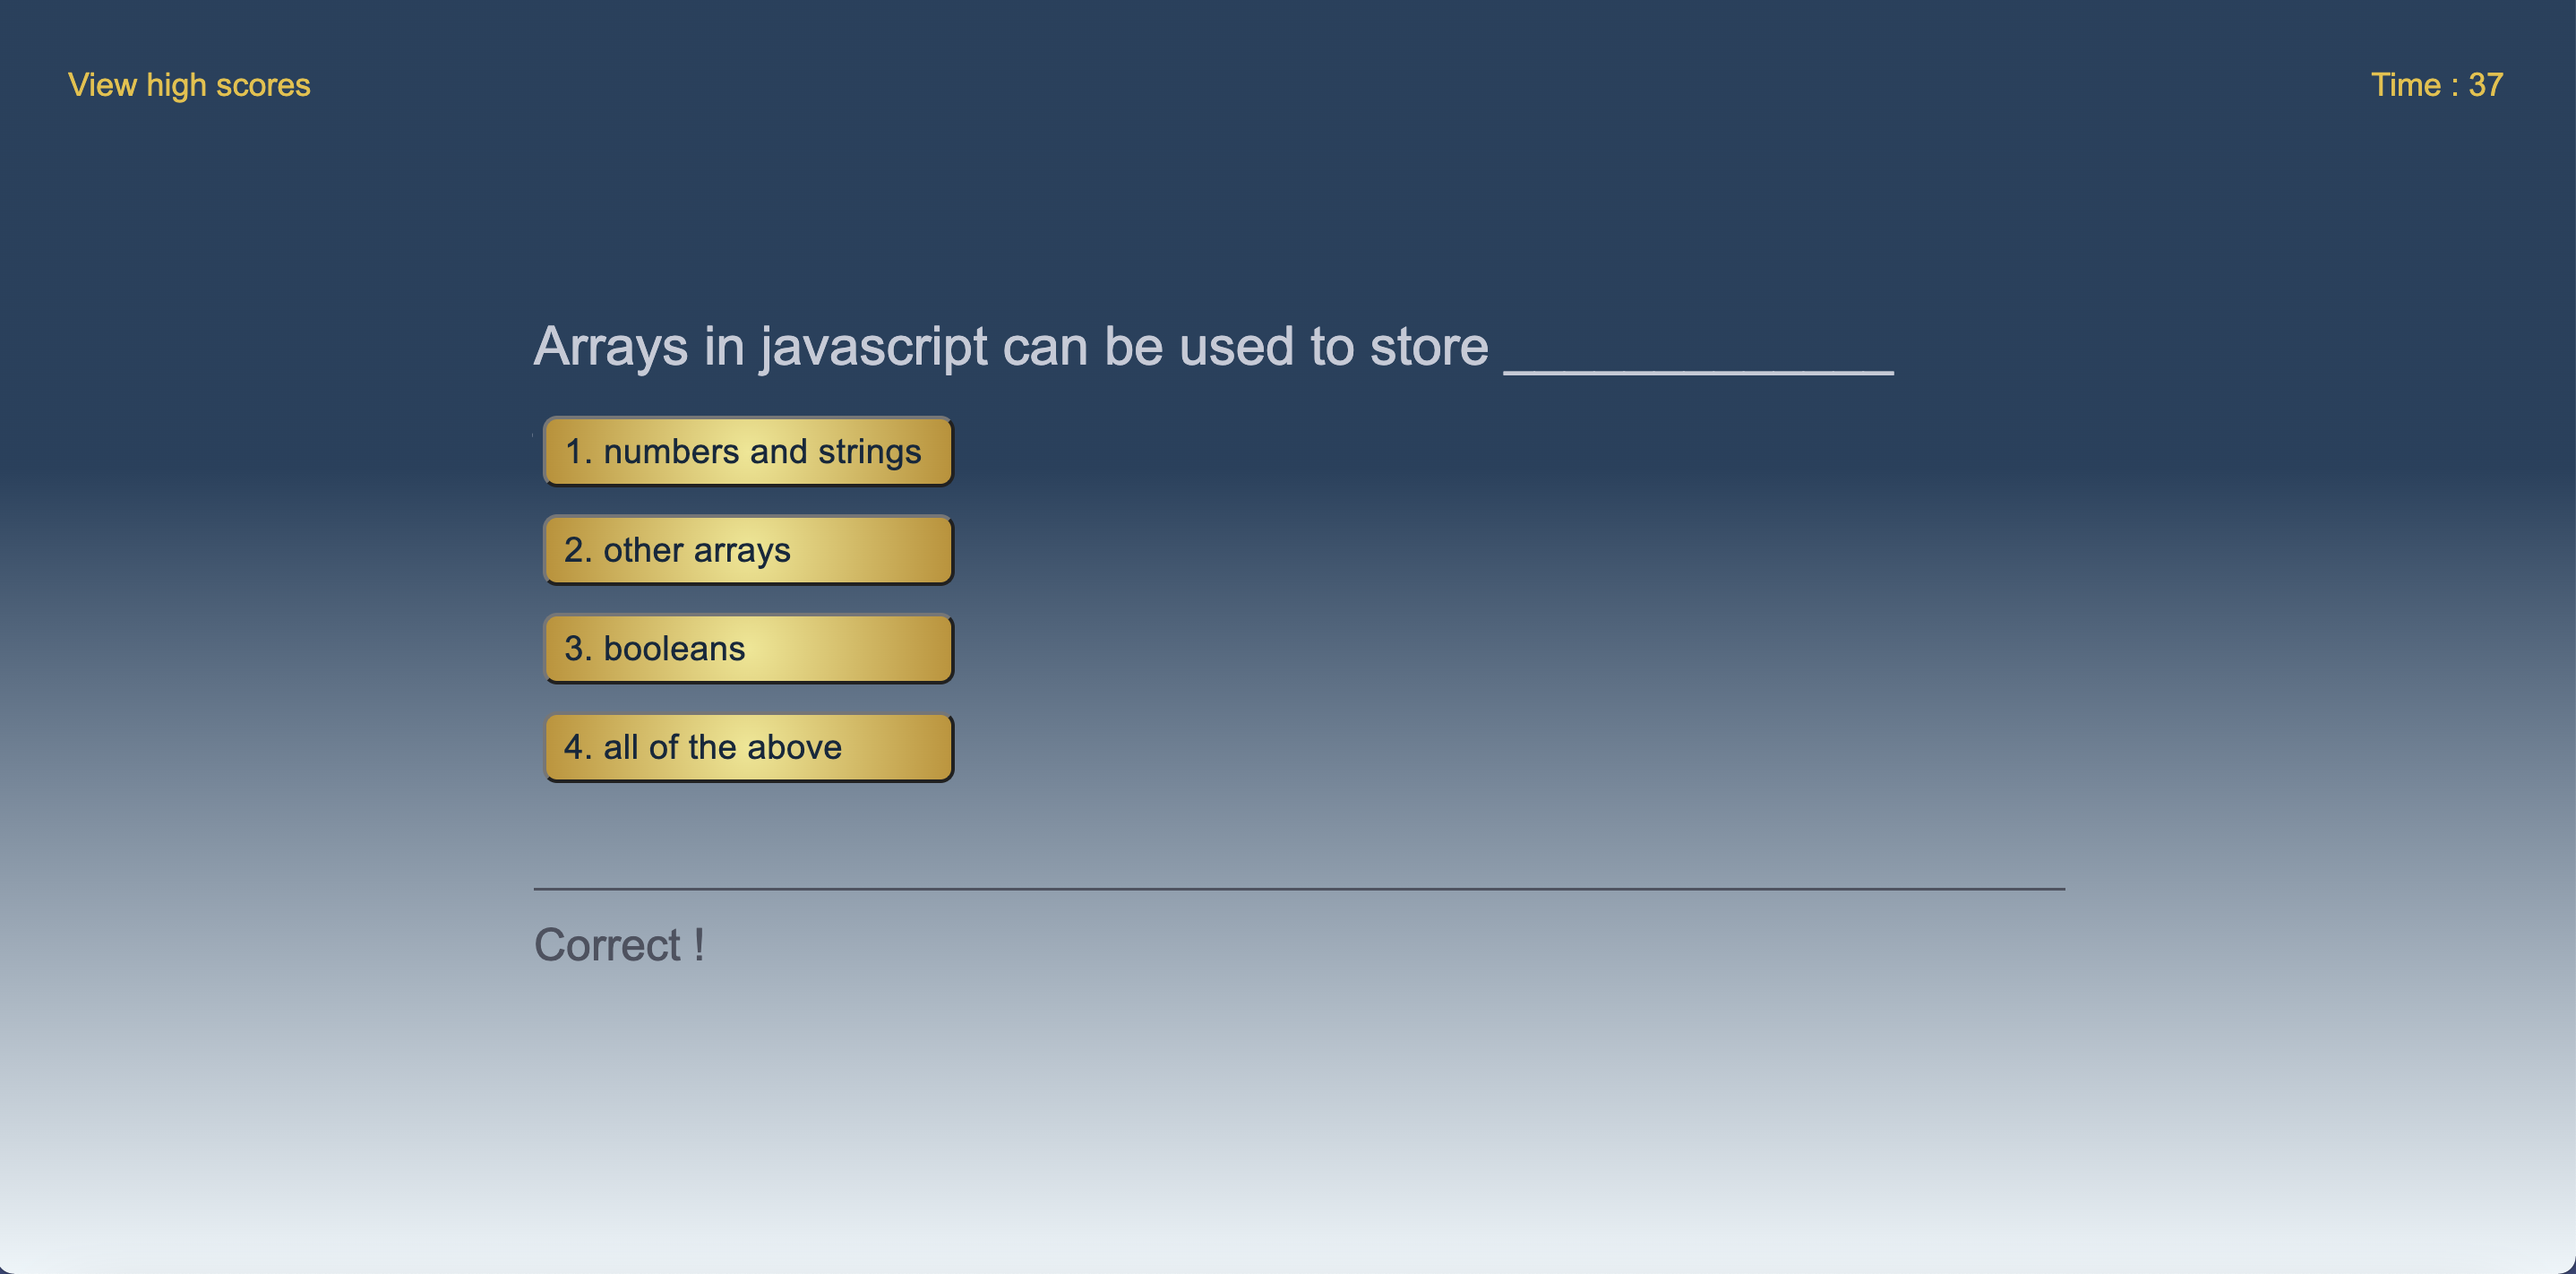 View high scores
Time : 37
Arrays in javascript can be used to store _____________
1. numbers and strings
2. other arrays
3. booleans
4. all of the above
Correct !